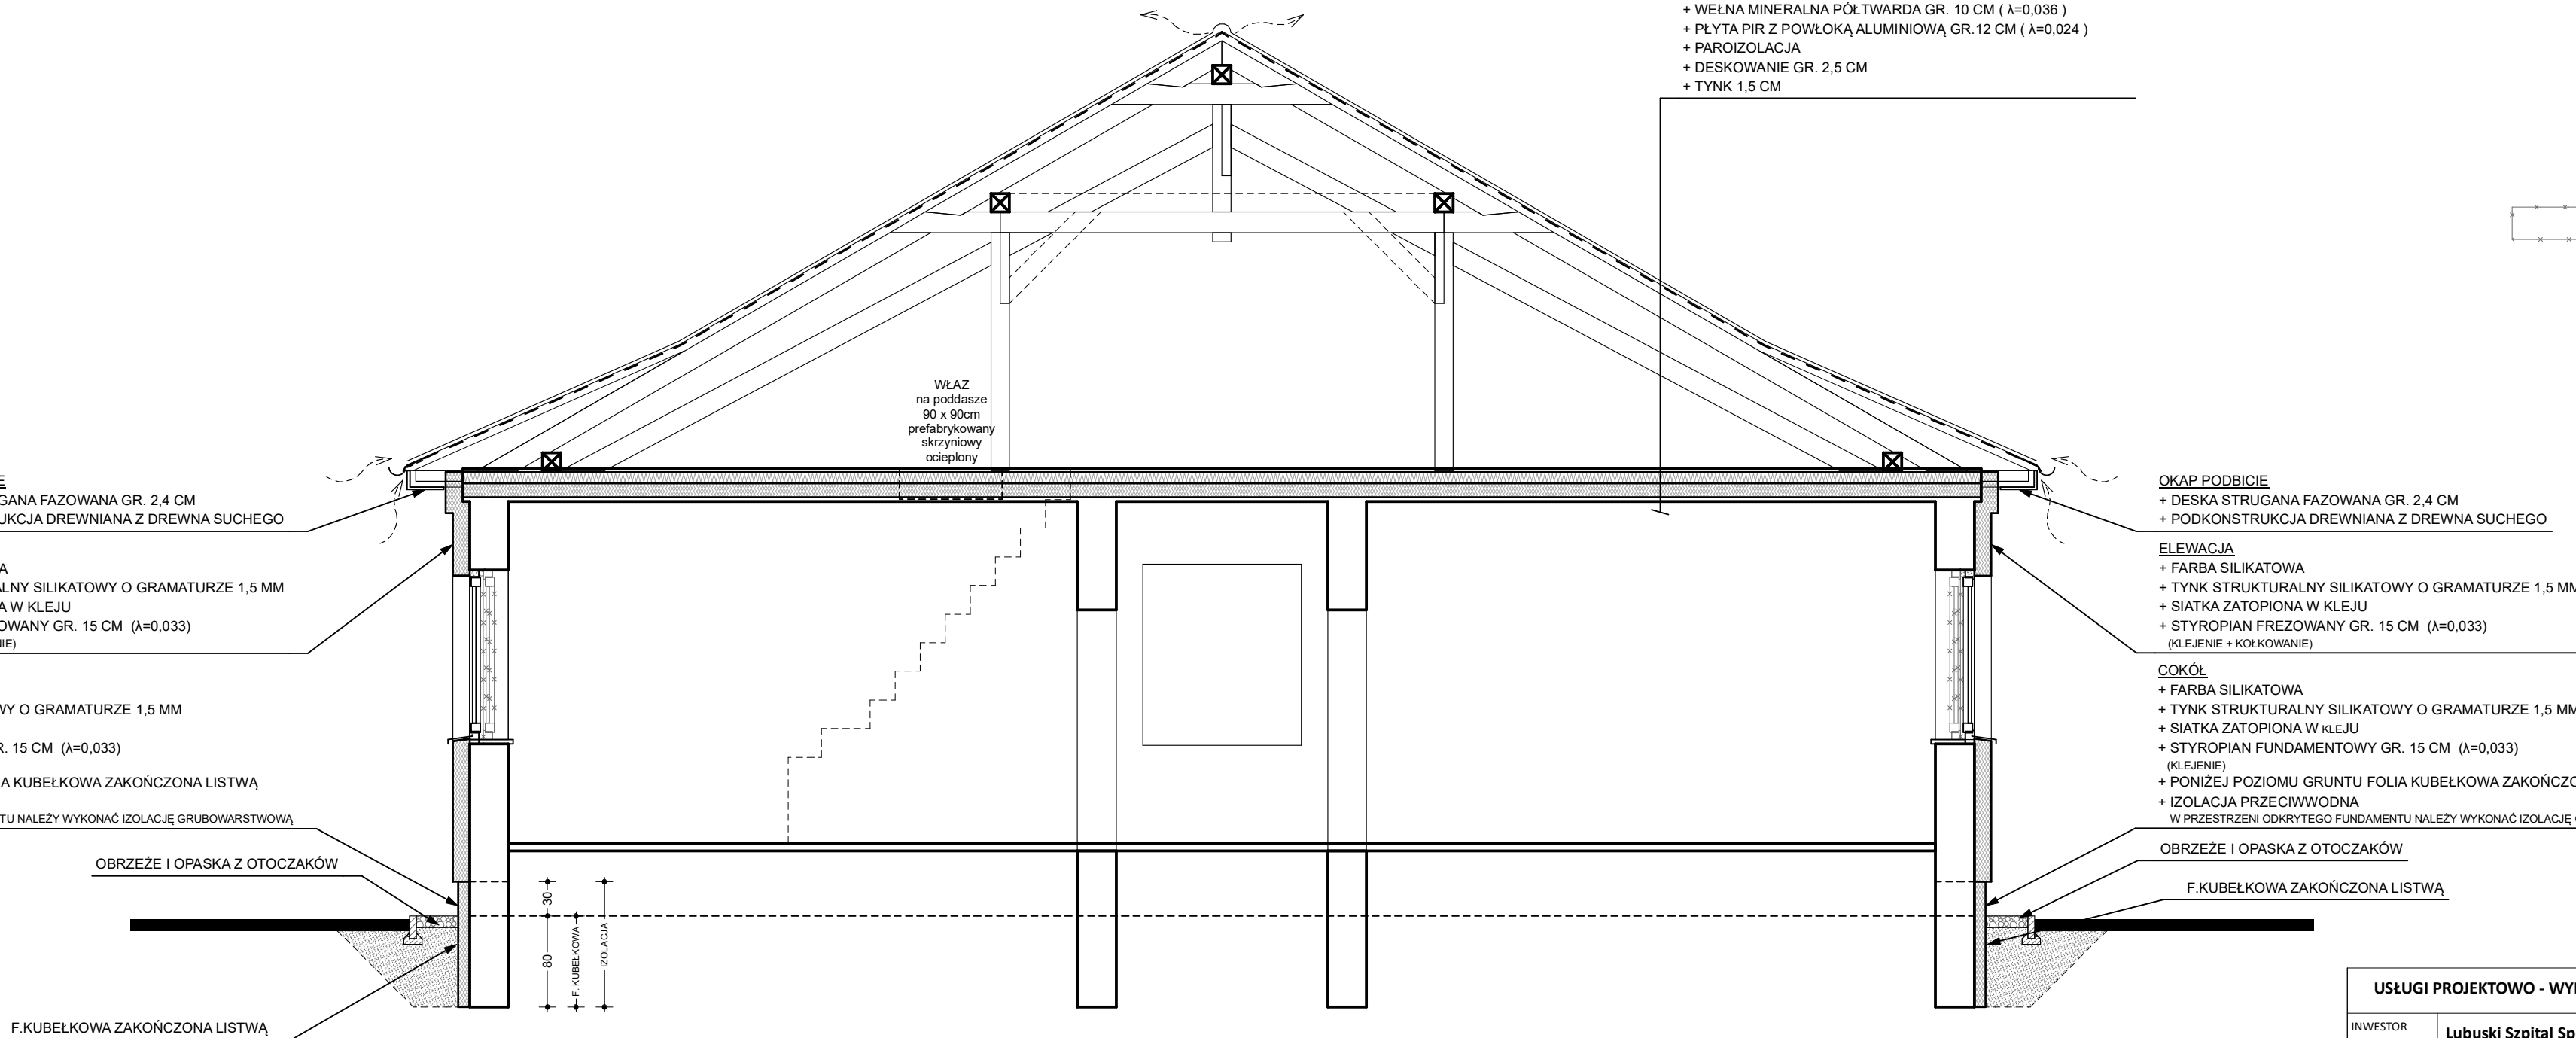 + WEŁNA MINERALNA PÓŁTWARDA GR. 10 CM ( λ=0,036 )
+ PŁYTA PIR Z POWŁOKĄ ALUMINIOWĄ GR.12 CM ( λ=0,024 )
+ PAROIZOLACJA
+ DESKOWANIE GR. 2,5 CM
+ TYNK 1,5 CM
WŁAZ
na poddasze
90 x 90cm
prefabrykowany
skrzyniowy
ocieplony
E
UGANA FAZOWANA GR. 2,4 CM
UKCJA DREWNIANA Z DREWNA SUCHEGO
A
ALNY SILIKATOWY O GRAMATURZE 1,5 MM
A W KLEJU
OWANY GR. 15 CM (λ=0,033)
NIE)
WY O GRAMATURZE 1,5 MM
R. 15 CM (λ=0,033)
A KUBEŁKOWA ZAKOŃCZONA LISTWĄ
TU NALEŻY WYKONAĆ IZOLACJĘ GRUBOWARSTWOWĄ
OBRZEŻE I OPASKA Z OTOCZAKÓW
F.KUBEŁKOWA ZAKOŃCZONA LISTWĄ
30
80
F. KUBEŁKOWA
IZOLACJA
OKAP PODBICIE
+ DESKA STRUGANA FAZOWANA GR. 2,4 CM
+ PODKONSTRUKCJA DREWNIANA Z DREWNA SUCHEGO
ELEWACJA
+ FARBA SILIKATOWA
+ TYNK STRUKTURALNY SILIKATOWY O GRAMATURZE 1,5 MM
+ SIATKA ZATOPIONA W KLEJU
+ STYROPIAN FREZOWANY GR. 15 CM (λ=0,033)
(KLEJENIE + KOŁKOWANIE)
COKÓŁ
+ FARBA SILIKATOWA
+ TYNK STRUKTURALNY SILIKATOWY O GRAMATURZE 1,5 MM
+ SIATKA ZATOPIONA W KLEJU
+ STYROPIAN FUNDAMENTOWY GR. 15 CM (λ=0,033)
(KLEJENIE)
+ PONIŻEJ POZIOMU GRUNTU FOLIA KUBEŁKOWA ZAKOŃCZO
+ IZOLACJA PRZECIWWODNA
W PRZESTRZENI ODKRYTEGO FUNDAMENTU NALEŻY WYKONAĆ IZOLACJĘ
OBRZEŻE I OPASKA Z OTOCZAKÓW
F.KUBEŁKOWA ZAKOŃCZONA LISTWĄ
USŁUGI PROJEKTOWO - WY
INWESTOR
Lubuski Szpital Sp